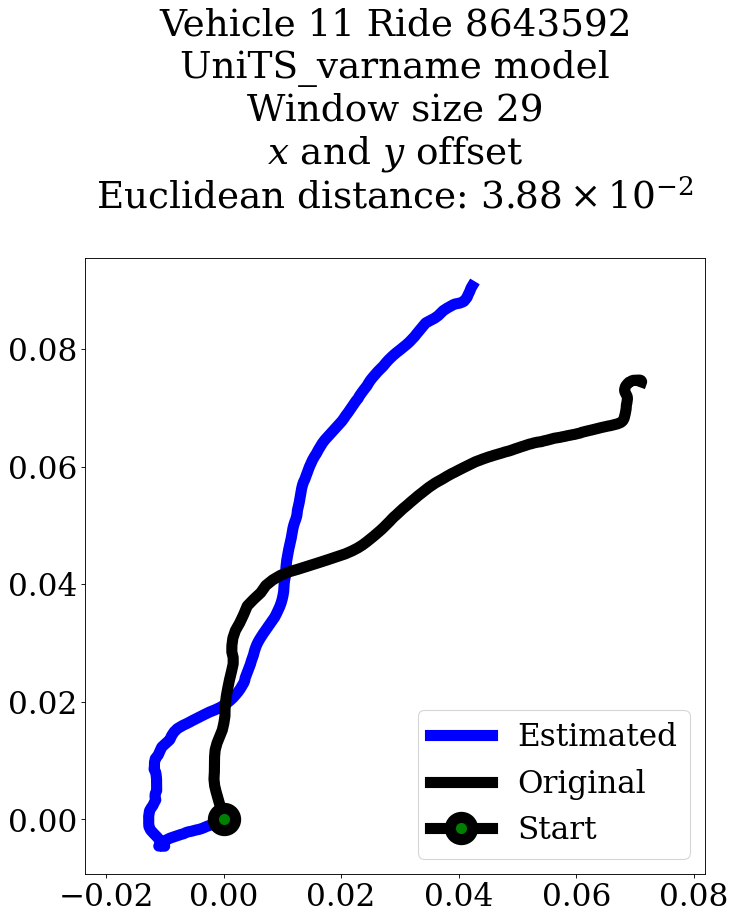 Vehicle 11 Ride 8643592
UniTS_varname model
Window size 29
x and y offset
Euclidean distance: 3.88 × 10⁻²
0.08
0.06
0.04
0.02
0.00
−0.02 0.00 0.02 0.04 0.06 0.08
Estimated
Original
Start